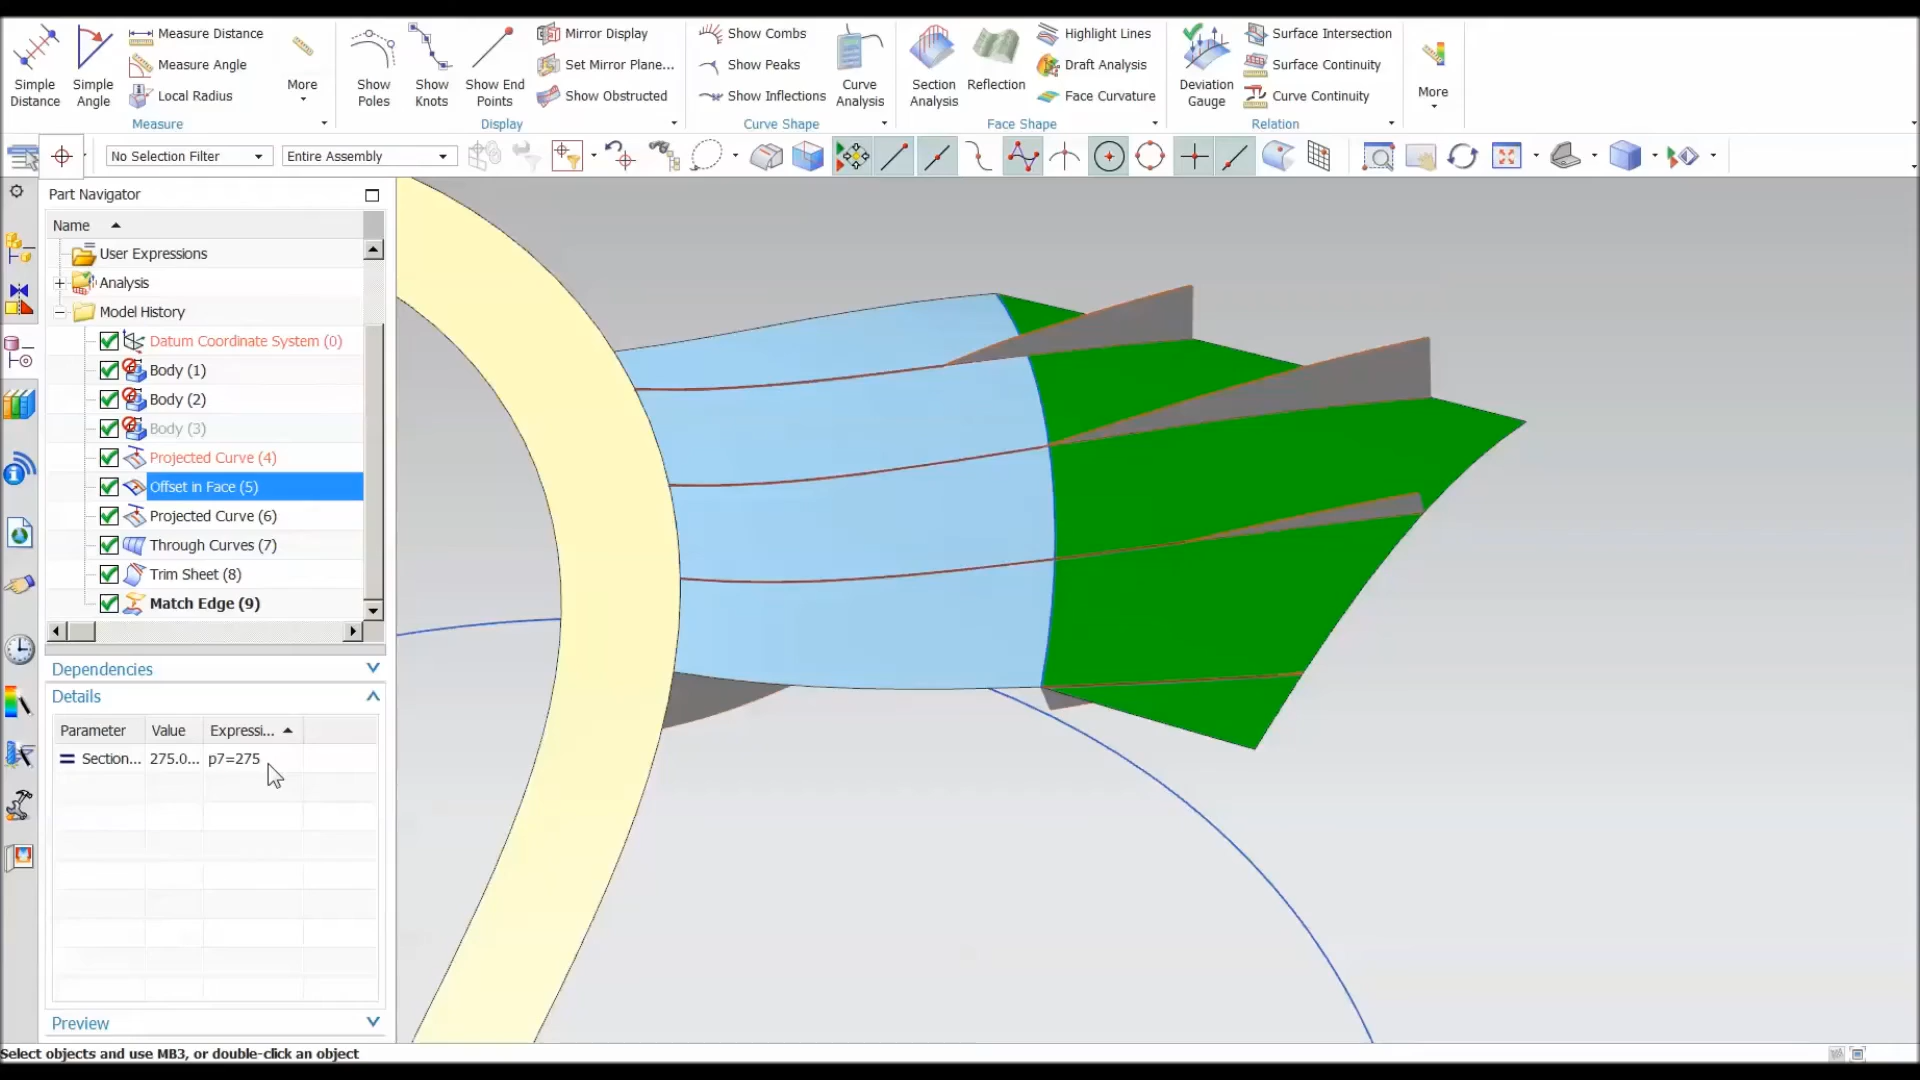 Simple Distance
Simple Angle
Measure Distance
Measure Angle
Local Radius
More
Measure
Show Poles
Show Knots
Show End Points
Mirror Display
Set Mirror Plane...
Show Obstructed
Display
Show Combs
Show Peaks
Show Inflections
Curve Analysis
Curve Shape
Section Analysis
Reflection
Highlight Lines
Draft Analysis
Face Curvature
Face Shape
Deviation Gauge
Surface Intersection
Surface Continuity
Curve Continuity
Relation
More
No Selection Filter
Entire Assembly
Part Navigator
Name
User Expressions
Analysis
Model History
Datum Coordinate System (0)
Body (1)
Body (2)
Body (3)
Projected Curve (4)
Offset in Face (5)
Projected Curve (6)
Through Curves (7)
Trim Sheet (8)
Match Edge (9)
Dependencies
Details
Parameter Value Expressi...
Section... 275.0... p7=275
Preview
Select objects and use MB3, or double-click an object